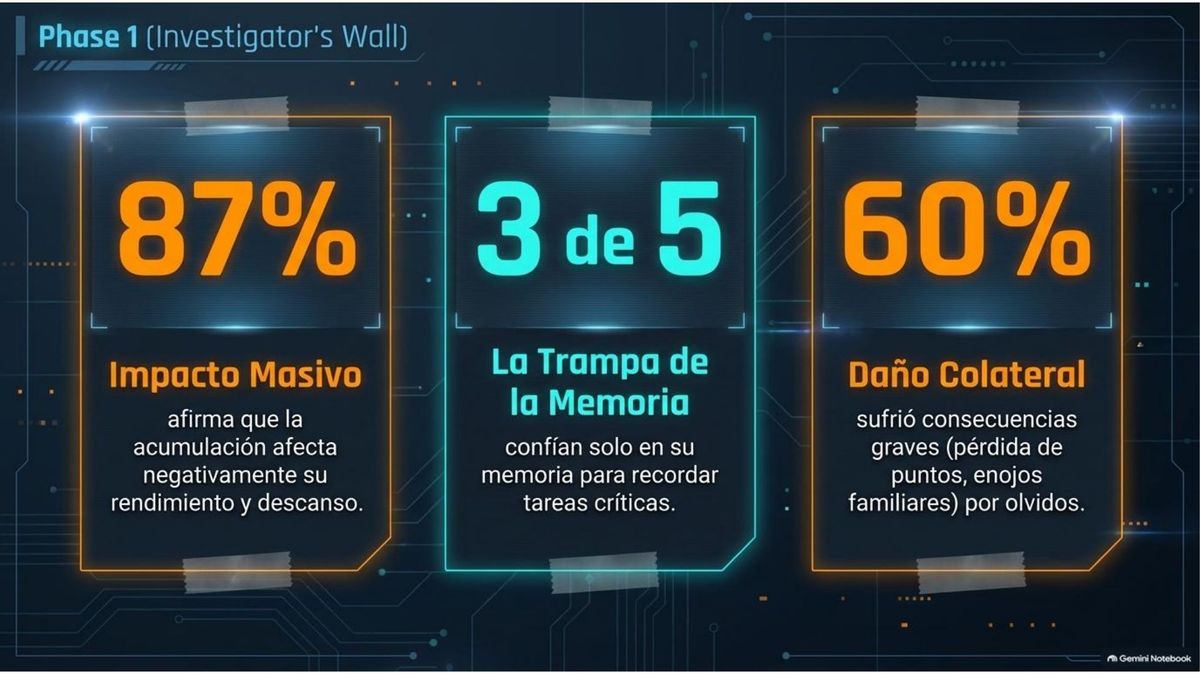 Phase 1 (Investigator's Wall)
87%
Impacto Masivo
afirma que la
acumulación afecta
negativamente su
rendimiento y descanso.
3 de 5
La Trampa de
la Memoria
confían solo en su
memoria para recordar
tareas críticas.
60%
Daño Colateral
sufrió consecuencias
graves (pérdida de
puntos, enojos
familiares) por olvidos.
Gemini Notebook